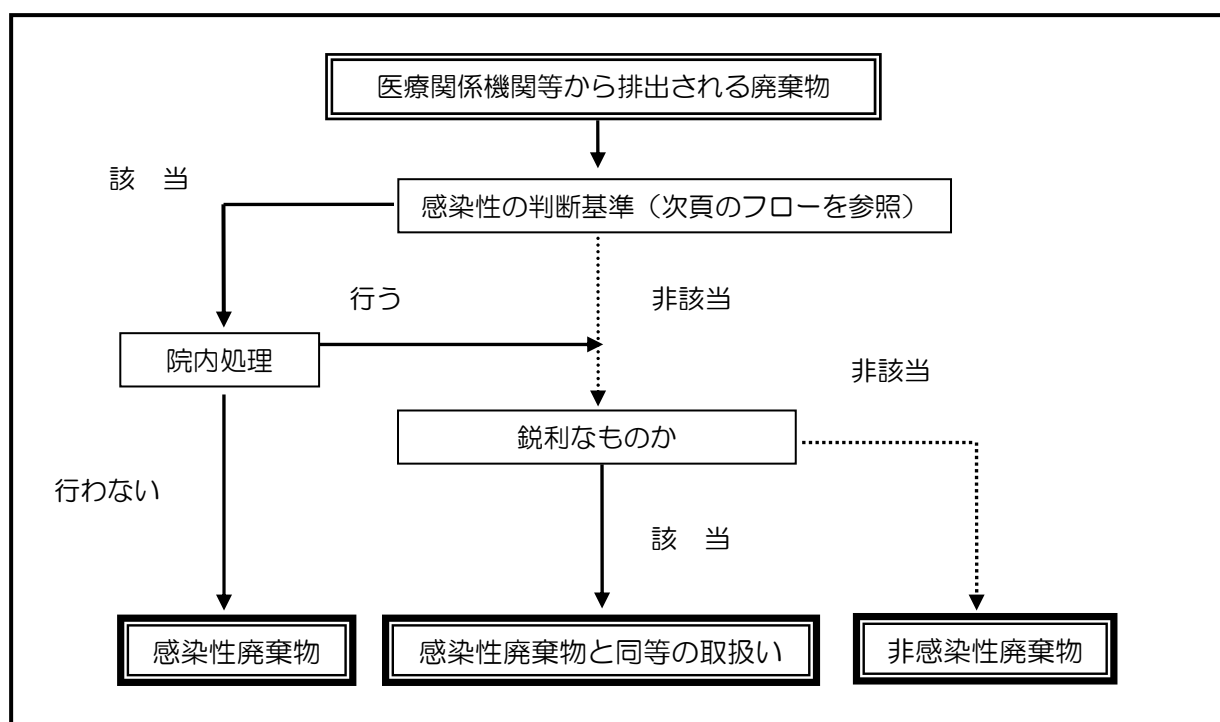 医療関係機関等から排出される廃棄物
該　当
感染性の判断基準（次頁のフローを参照）
行う
非該当
院内処理
非該当
鋭利なものか
行わない
該　当
感染性廃棄物
感染性廃棄物と同等の取扱い
非感染性廃棄物